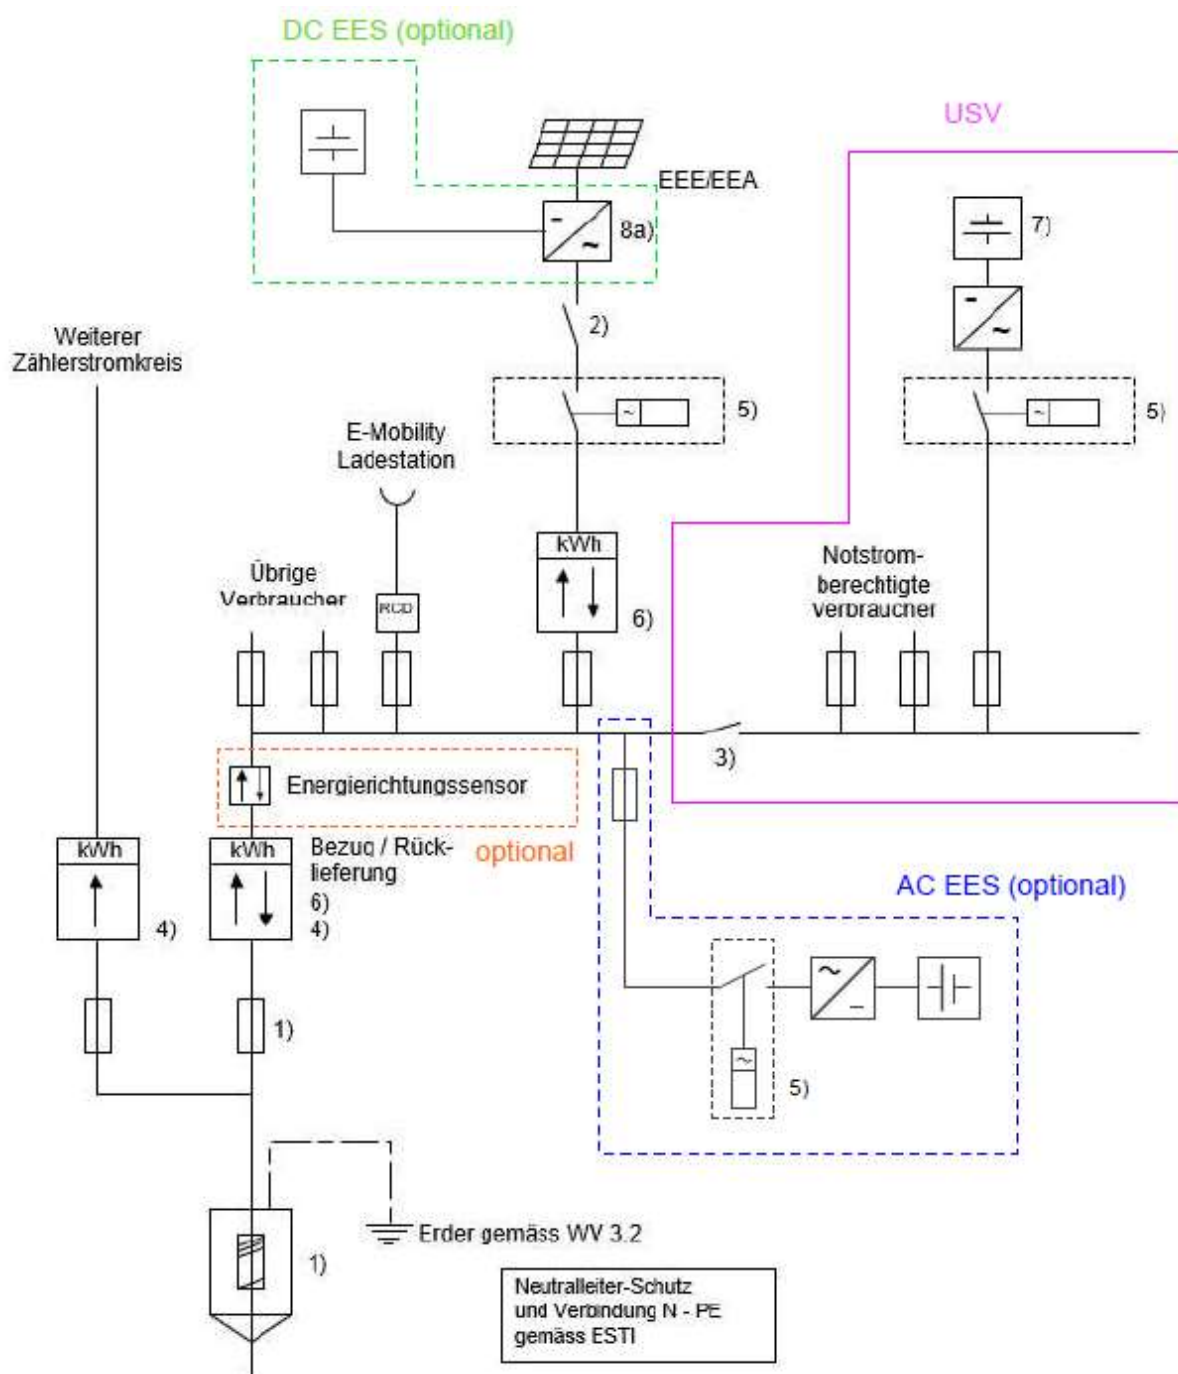 DC EES (optional)
USV
EEE/EEA
8a)
-
~
7)
-
~
2)
Weiterer
Zählerstromkreis
~
5)
~
5)
E-Mobility
Ladestation
kWh
6)
Notstrom-
berechtigte
Verbraucher
Übrige
Verbraucher
RCD
3)
Energierichtungssensor
optional
kWh
4)
kWh
Bezug / Rück-
lieferung
6)
4)
AC EES (optional)
~
–
~
5)
1)
Erder gemäss WV 3.2
1)
Neutralleiter-Schutz
und Verbindung N - PE
gemäss ESTI